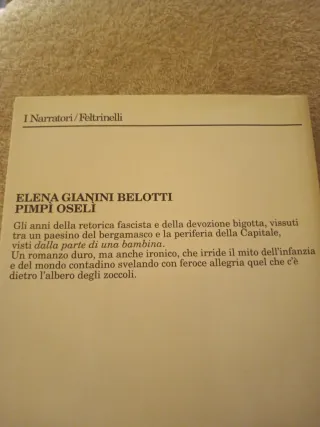 I Narratori/Feltrinelli
ELENA GIANINI BELOTTI
PIMPÌ OSELÌ
Gli anni della retorica fascista e della devozione bigotta, vissuti
tra un paesino del bergamasco e la periferia della Capitale,
visti dalla parte di una bambina.
Un romanzo duro, ma anche ironico, che irride il mito dell'infanzia
e del mondo contadino svelando con feroce allegria quel che c'è
dietro l'albero degli zoccoli.